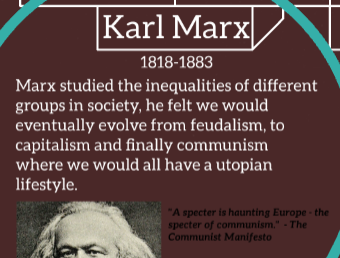 Karl Marx
1818-1883
Marx studied the inequalities of different
groups in society, he felt we would
eventually evolve from feudalism, to
capitalism and finally communism
where we would all have a utopian
lifestyle.
"A specter is haunting Europe - the
specter of communism." - The
Communist Manifesto